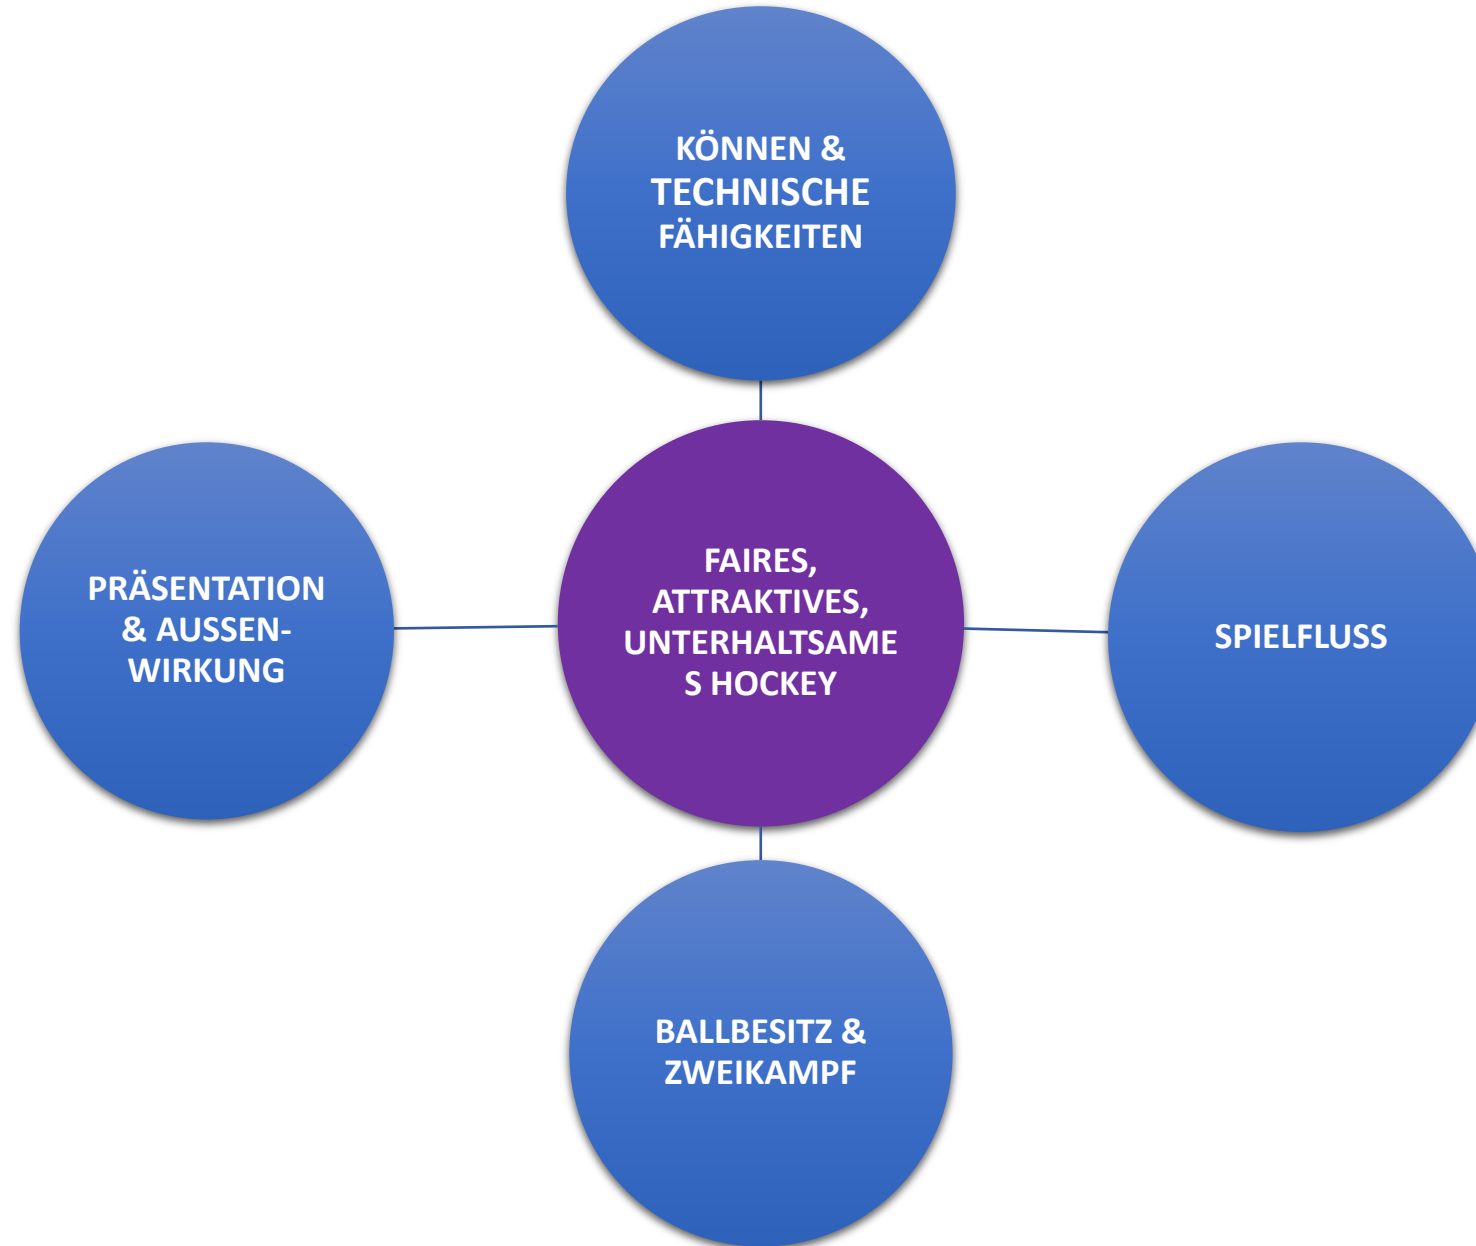 KÖNNEN &
TECHNISCHE
FÄHIGKEITEN
PRÄSENTATION
& AUSSEN-
WIRKUNG
FAIRES,
ATTRAKTIVES,
UNTERHALTSAME
S HOCKEY
SPIELFLUSS
BALLBESITZ &
ZWEIKAMPF